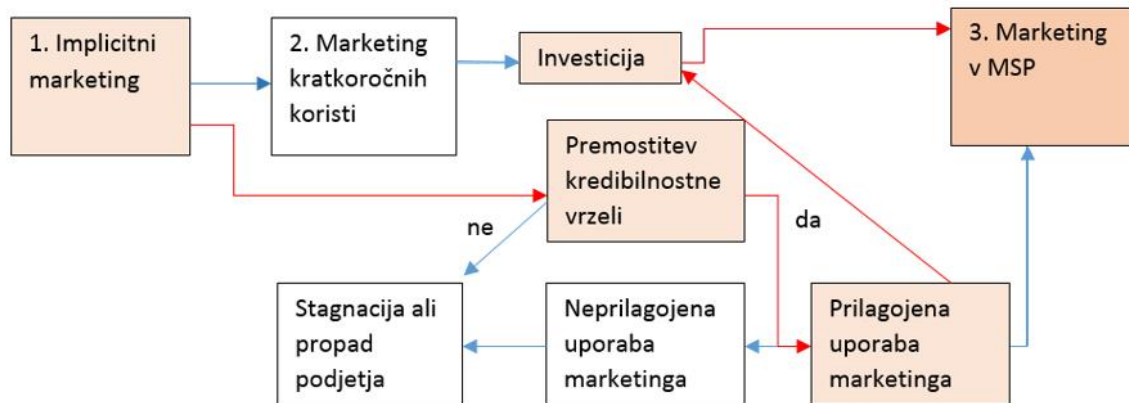 1. Implicitni
marketing
2. Marketing
kratkoročnih
koristi
Investicija
3. Marketing
v MSP
Premostitev
kredibilnostne
vrzeli
ne
da
Stagnacija ali
propad
podjetja
Neprilagojena
uporaba
marketinga
Prilagojena
uporaba
marketinga